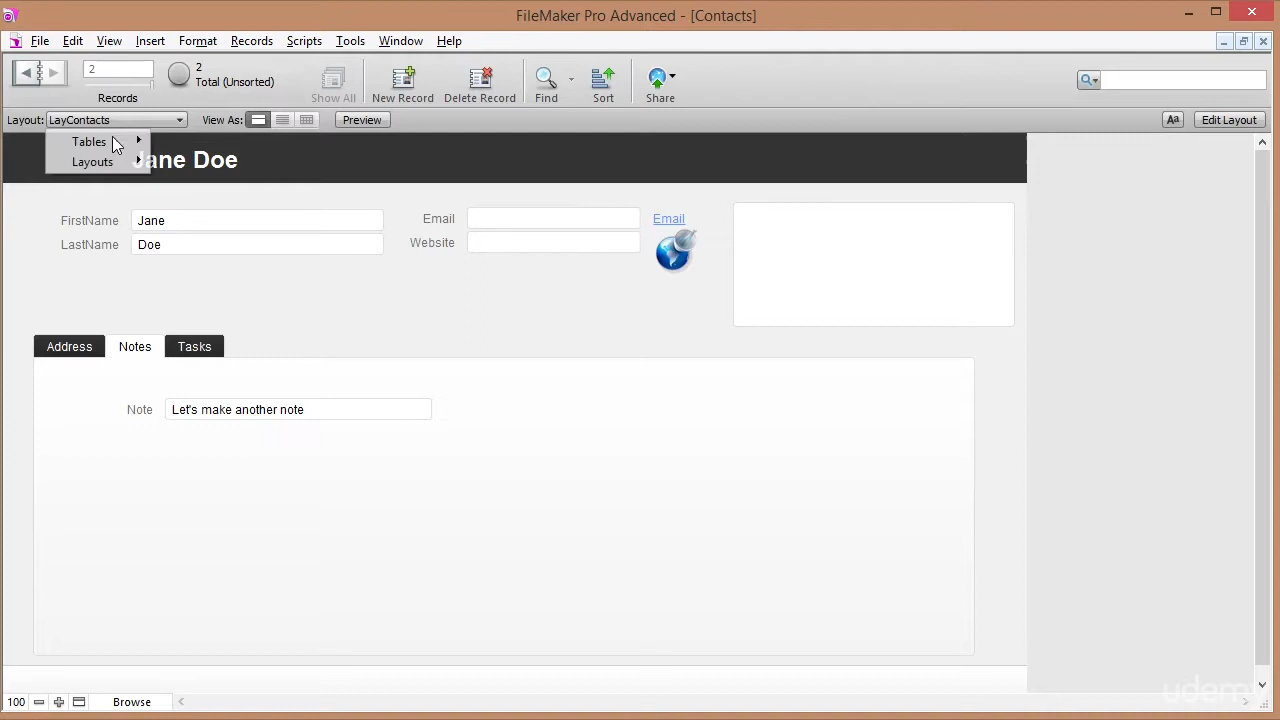 FileMaker Pro Advanced - [Contacts]
File Edit View Insert Format Records Scripts Tools Window Help
2 2
Total (Unsorted)
Records Show All New Record Delete Record Find Sort Share
Layout: LayContacts View As: Preview Aa Edit Layout
Tables
Layouts
Jane Doe
FirstName Jane Email Email
LastName Doe Website
Address Notes Tasks
Note Let's make another note
100 Browse
udemy